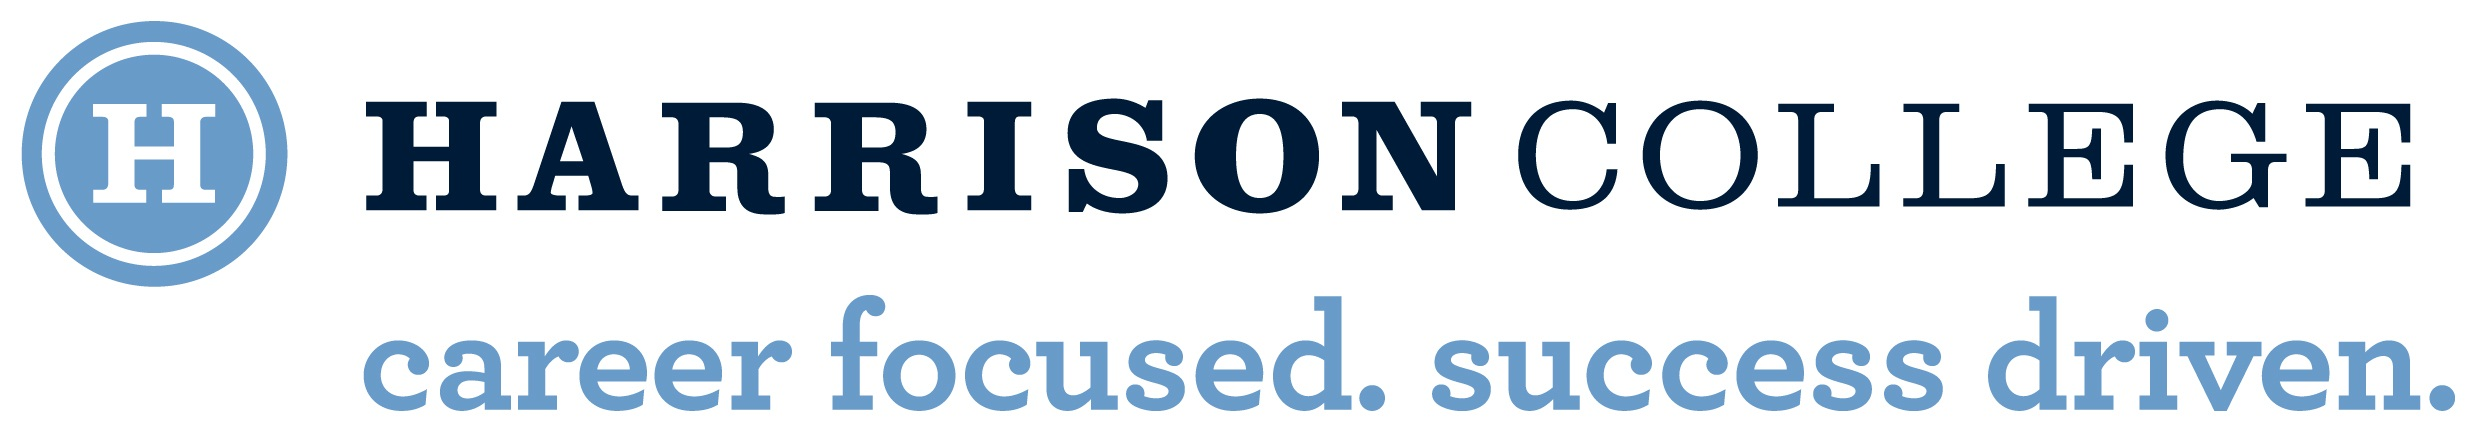 H
HARRISON COLLEGE
career focused. success driven.